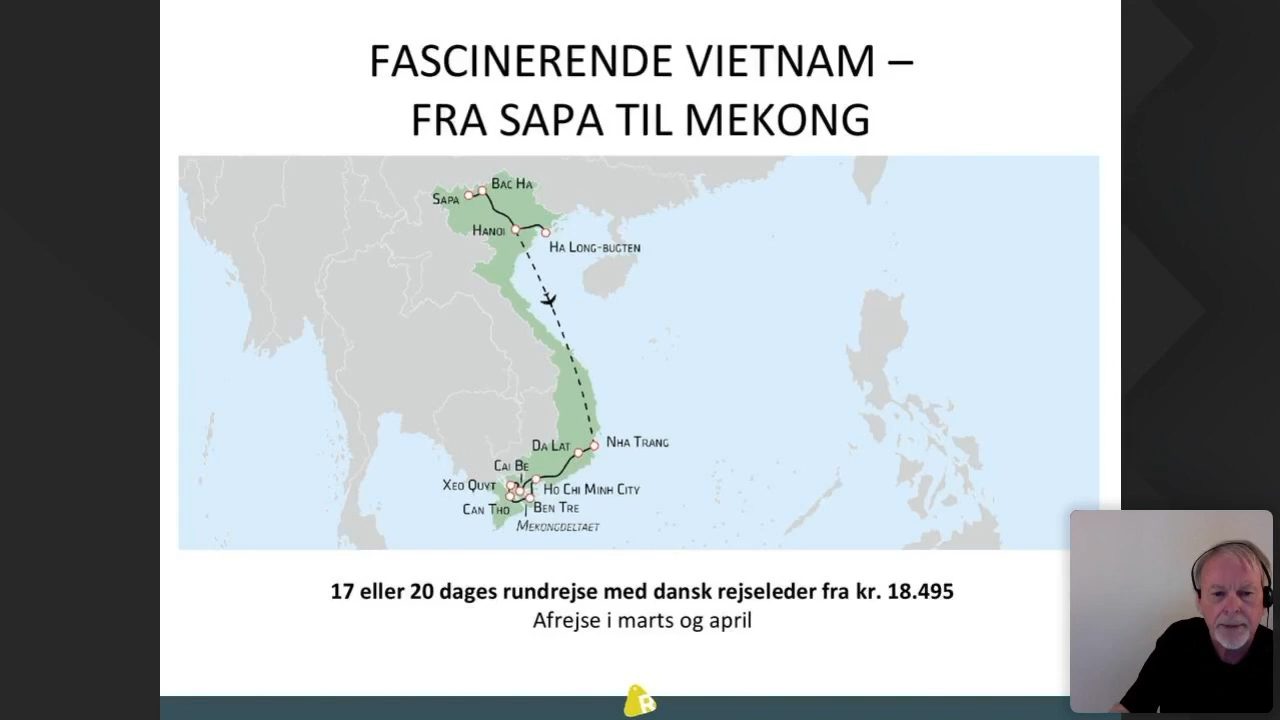 FASCINERENDE VIETNAM –
FRA SAPA TIL MEKONG
BAC HA
SAPA
HANOI
HA LONG-BUGTEN
DA LAT
NHA TRANG
CAI BE
XEO QUYT
HO CHI MINH CITY
CAN THO
BEN TRE
MEKONGDELTAET
17 eller 20 dages rundrejse med dansk rejseleder fra kr. 18.495
Afrejse i marts og april
R